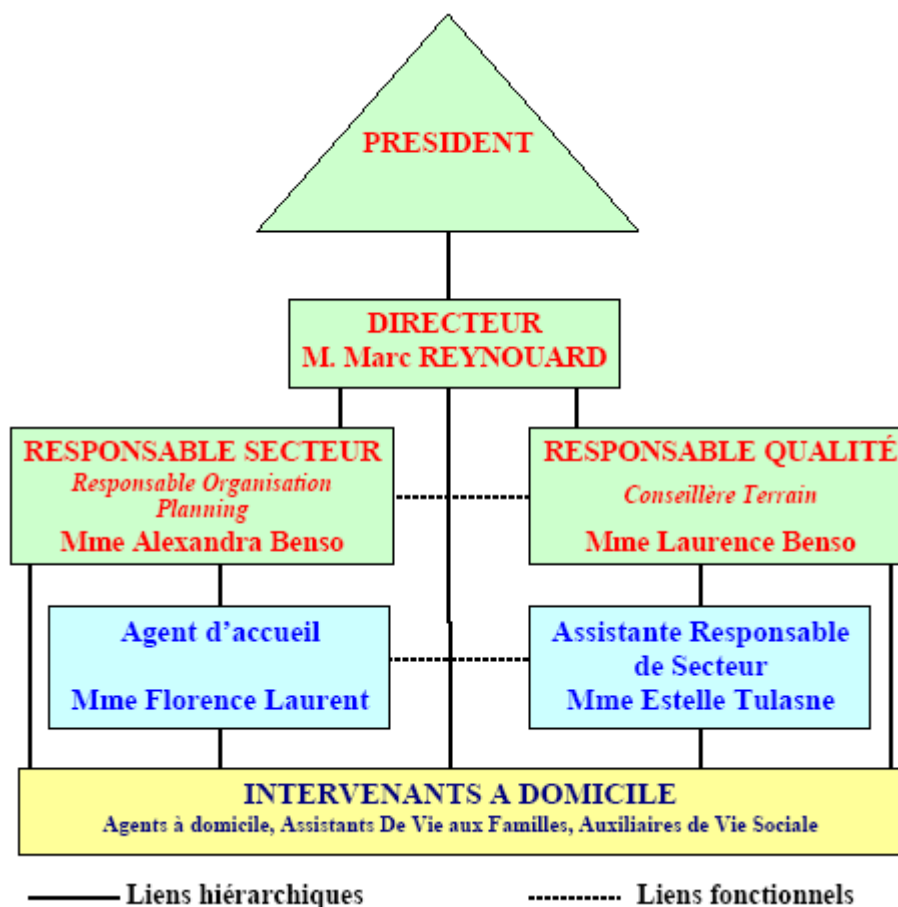 PRESIDENT
DIRECTEUR
M. Marc REYNOUARD
RESPONSABLE SECTEUR
Responsable Organisation
Planning
Mme Alexandra Benso
RESPONSABLE QUALITÉ
Conseillère Terrain
Mme Laurence Benso
Agent d'accueil
Mme Florence Laurent
Assistante Responsable
de Secteur
Mme Estelle Tulasne
INTERVENANTS A DOMICILE
Agents à domicile, Assistants De Vie aux Familles, Auxiliaires de Vie Sociale
Liens hiérarchiques
Liens fonctionnels